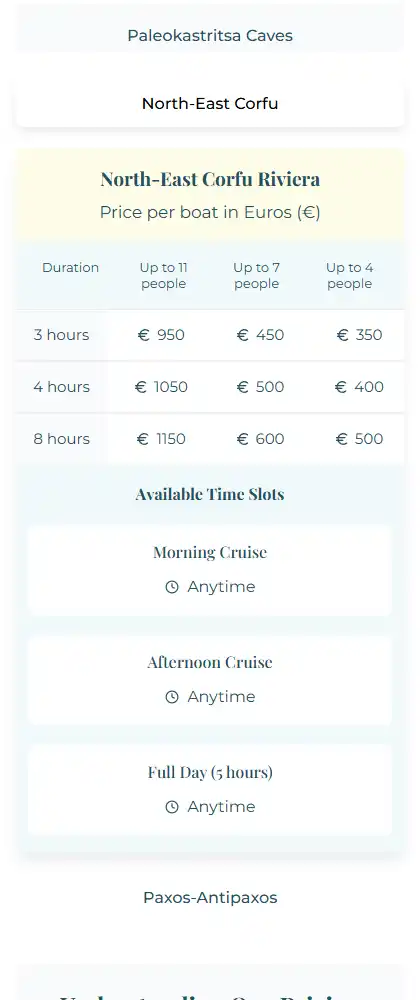 Paleokastritsa Caves
North-East Corfu
North-East Corfu Riviera
Price per boat in Euros (€)
Duration Up to 11 people Up to 7 people Up to 4 people
3 hours € 950 € 450 € 350
4 hours € 1050 € 500 € 400
8 hours € 1150 € 600 € 500
Available Time Slots
Morning Cruise
Anytime
Afternoon Cruise
Anytime
Full Day (5 hours)
Anytime
Paxos-Antipaxos